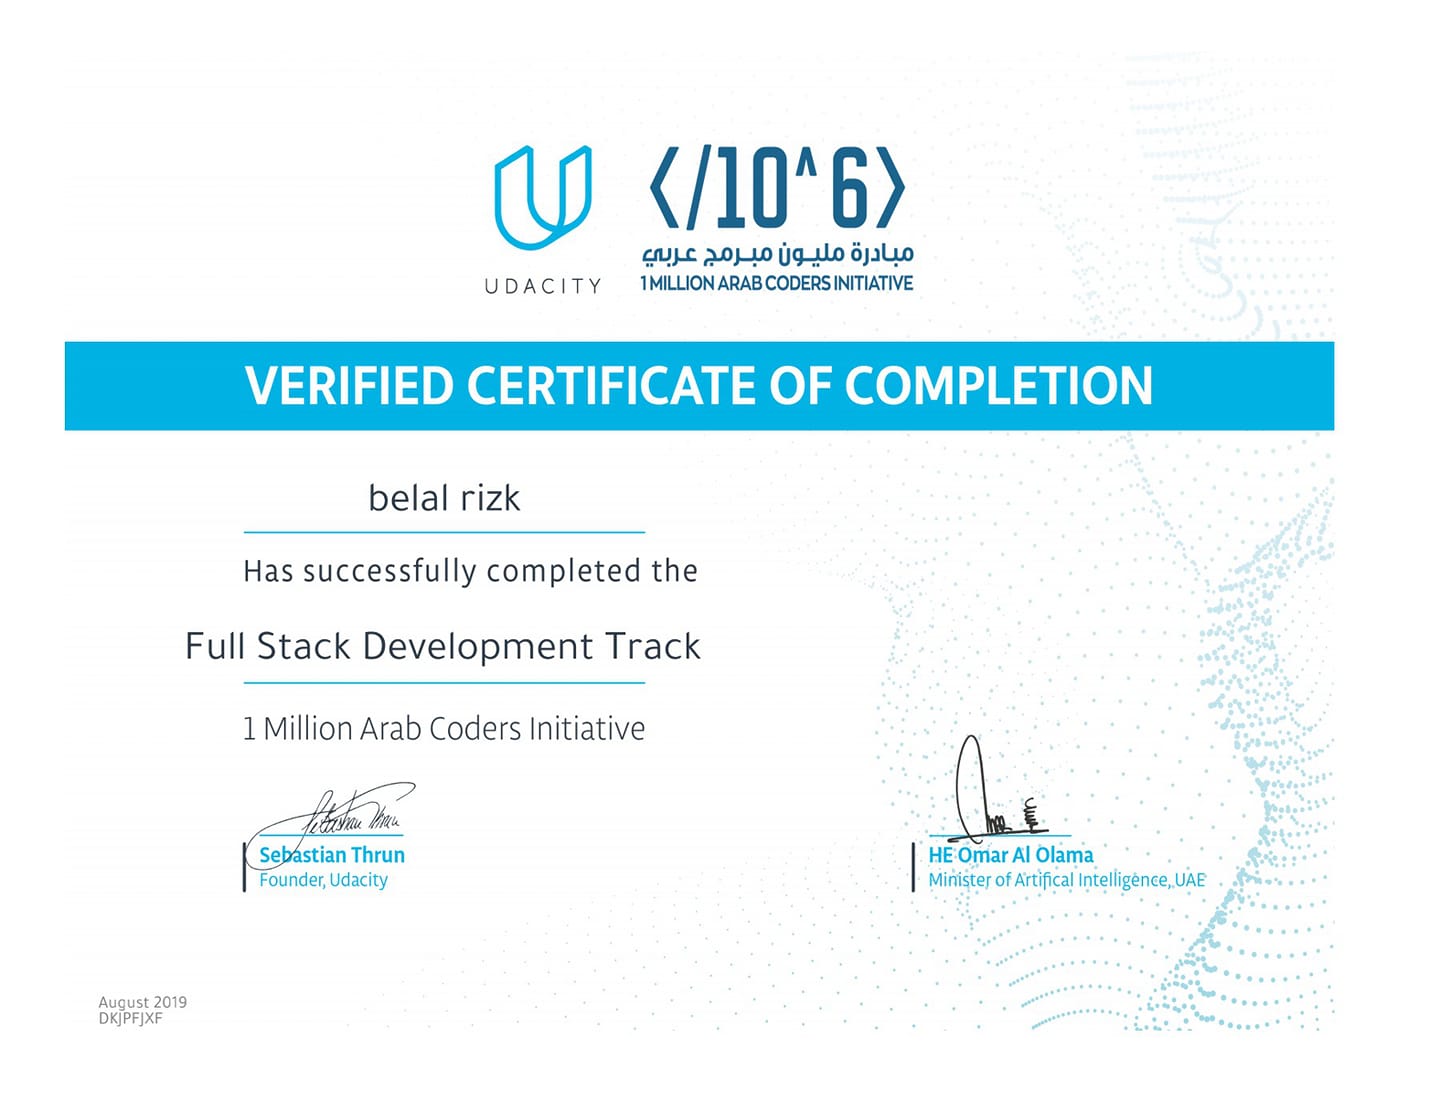 UDACITY
</10^6>
مبادرة مليون مبرمج عربي
1 MILLION ARAB CODERS INITIATIVE
VERIFIED CERTIFICATE OF COMPLETION
belal rizk
Has successfully completed the
Full Stack Development Track
1 Million Arab Coders Initiative
Sebastian Thrun
Sebastian Thrun
Founder, Udacity
HE Omar Al Olama
Minister of Artifical Intelligence, UAE
August 2019
DKJPFJXF